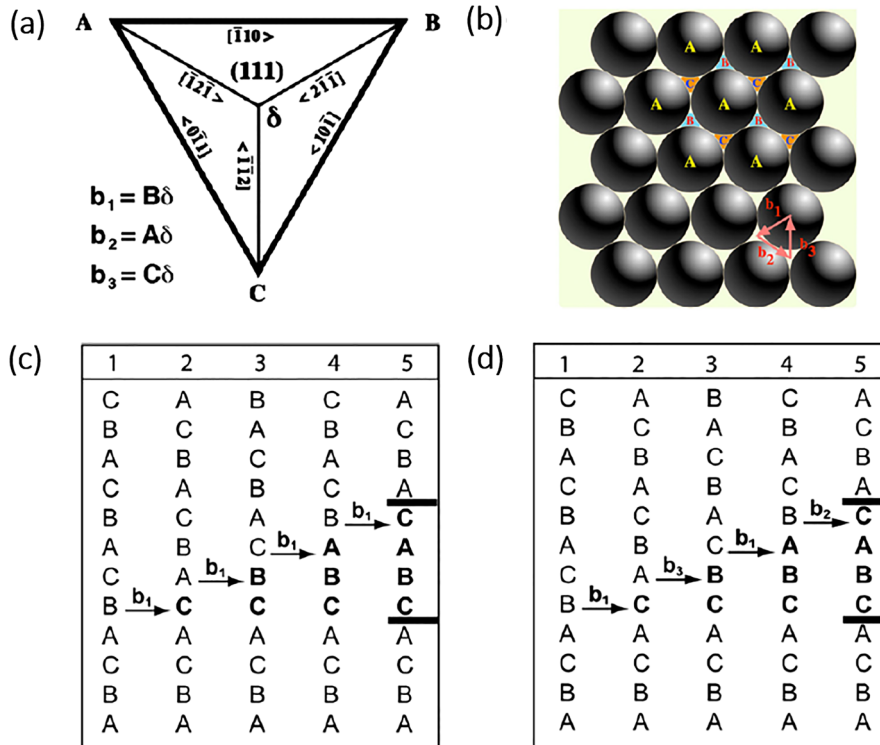 (a)
A
B
[1̄10>
(111)
[1̄21̄>
<21̄1̄]
δ
<01̄1]
<1̄1̄2]
<101̄]
b₁ = Bδ
b₂ = Aδ
b₃ = Cδ
C
(b)
A A
B B
C C
A A A
B B
C C
A A
b₁
b₃
b₂
(c)
1 2 3 4 5
C A B C A
B C A B C
A B C A B
C A B C A
B C A B b₁ C
A B C b₁ A A
C A b₁ B B B
B b₁ C C C C
A A A A A
C C C C C
B B B B B
A A A A A
(d)
1 2 3 4 5
C A B C A
B C A B C
A B C A B
C A B C A
B C A B b₂ C
A B C b₁ A A
C A b₃ B B B
B b₁ C C C C
A A A A A
C C C C C
B B B B B
A A A A A